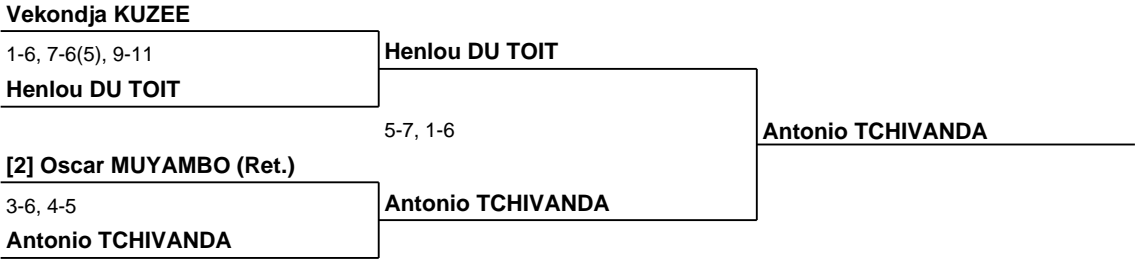 Vekondja KUZEE
1-6, 7-6(5), 9-11
Henlou DU TOIT
Henlou DU TOIT
5-7, 1-6
Antonio TCHIVANDA
[2] Oscar MUYAMBO (Ret.)
3-6, 4-5
Antonio TCHIVANDA
Antonio TCHIVANDA